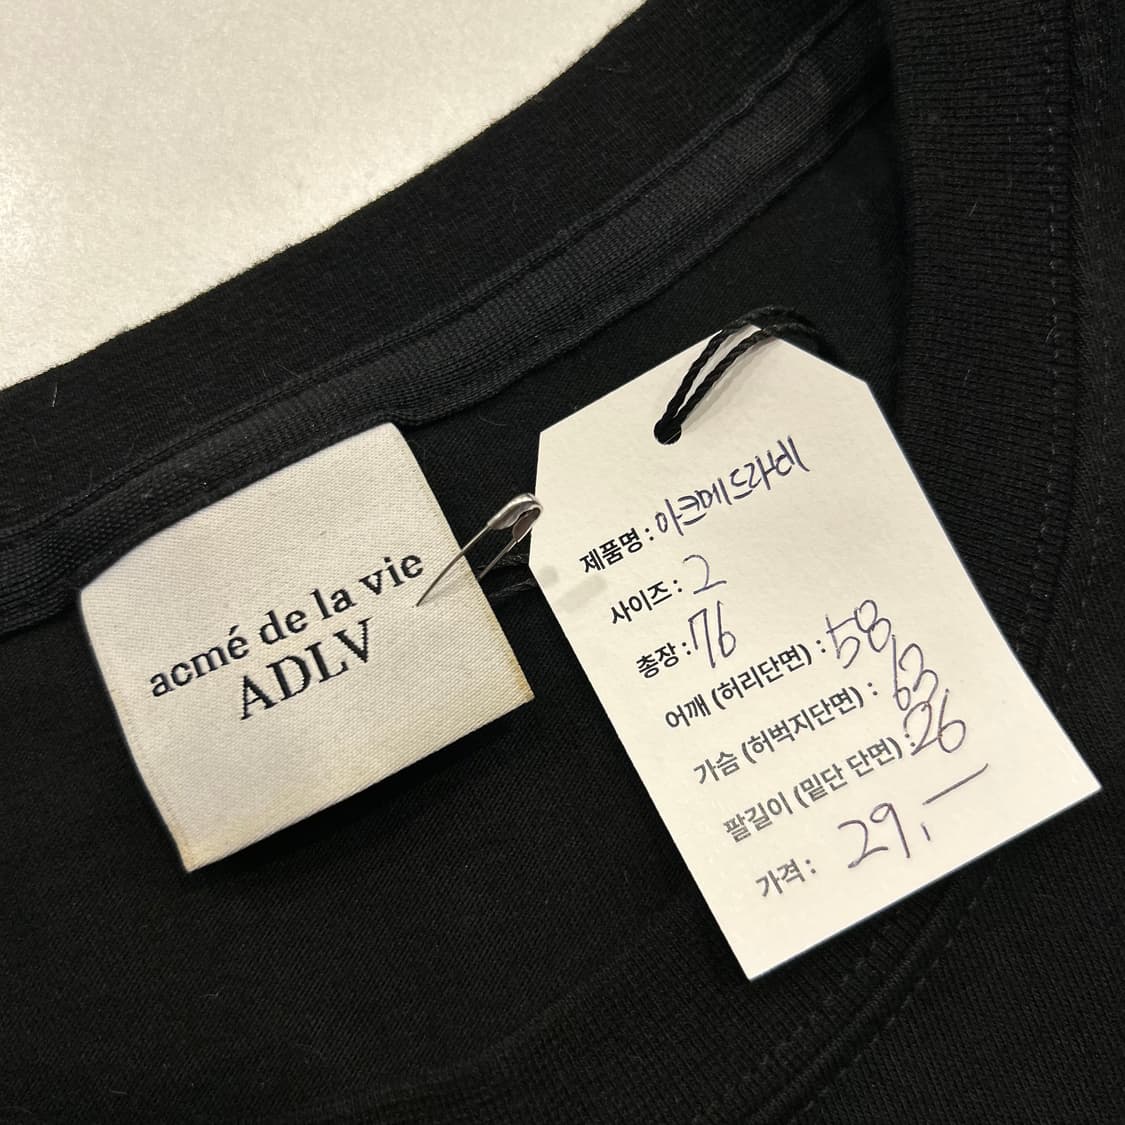 acmé de la vie
ADLV
제품명 : 아크메드라비
사이즈 : 2
총장 : 76
어깨 (허리단면) : 58
가슴 (허벅지단면) : 63
팔길이 (밑단 단면) : 26
가격 : 29,—